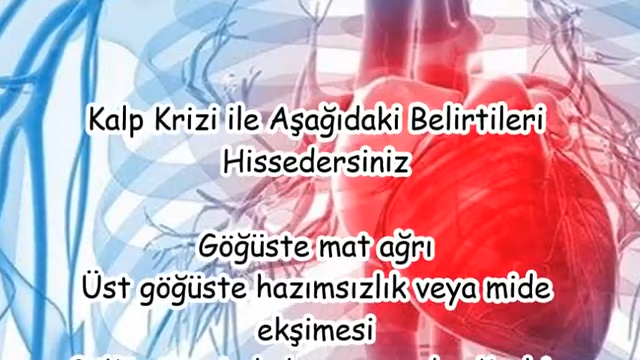 Kalp Krizi ile Aşağıdaki Belirtileri
Hissedersiniz
Göğüste mat ağrı
Üst göğüste hazımsızlık veya mide
ekşimesi